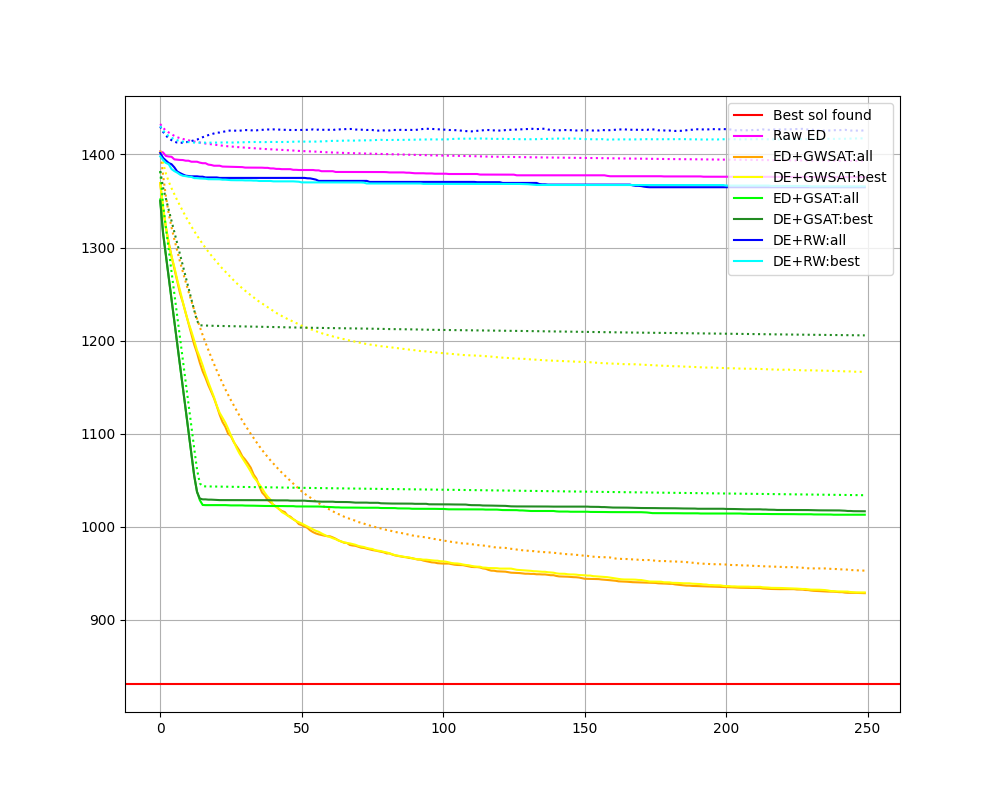 1400
1300
1200
1100
1000
900
0 50 100 150 200 250
Best sol found
Raw ED
ED+GWSAT:all
DE+GWSAT:best
ED+GSAT:all
DE+GSAT:best
DE+RW:all
DE+RW:best